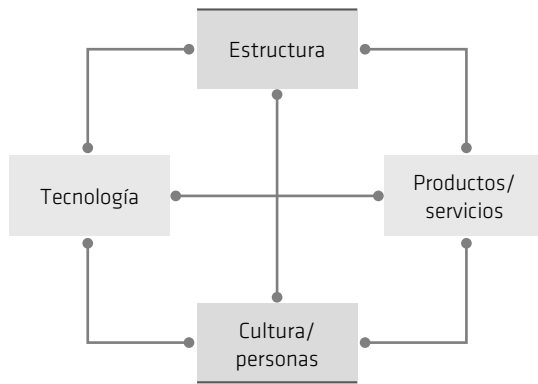 Estructura
Tecnología
Productos/
servicios
Cultura/
personas